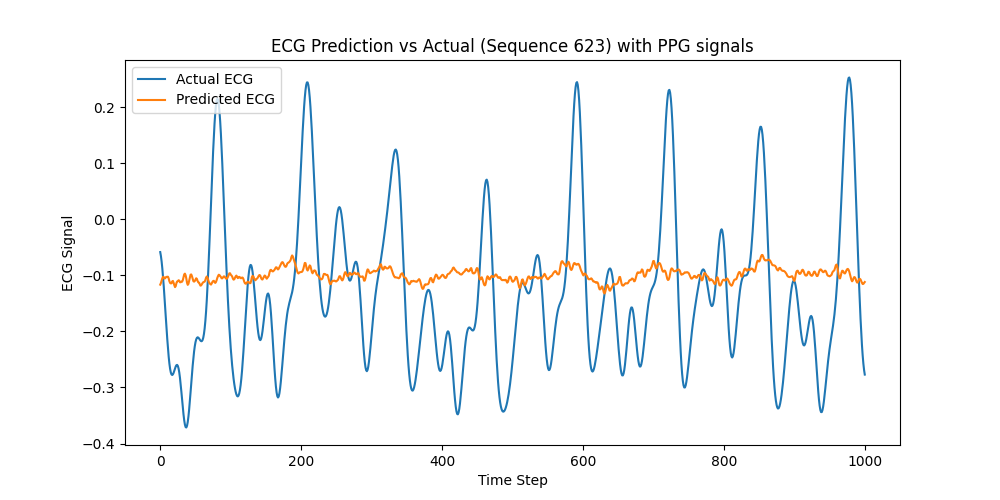 ECG Prediction vs Actual (Sequence 623) with PPG signals
Actual ECG
Predicted ECG
0.2
0.1
0.0
−0.1
−0.2
−0.3
−0.4
ECG Signal
0 200 400 600 800 1000
Time Step